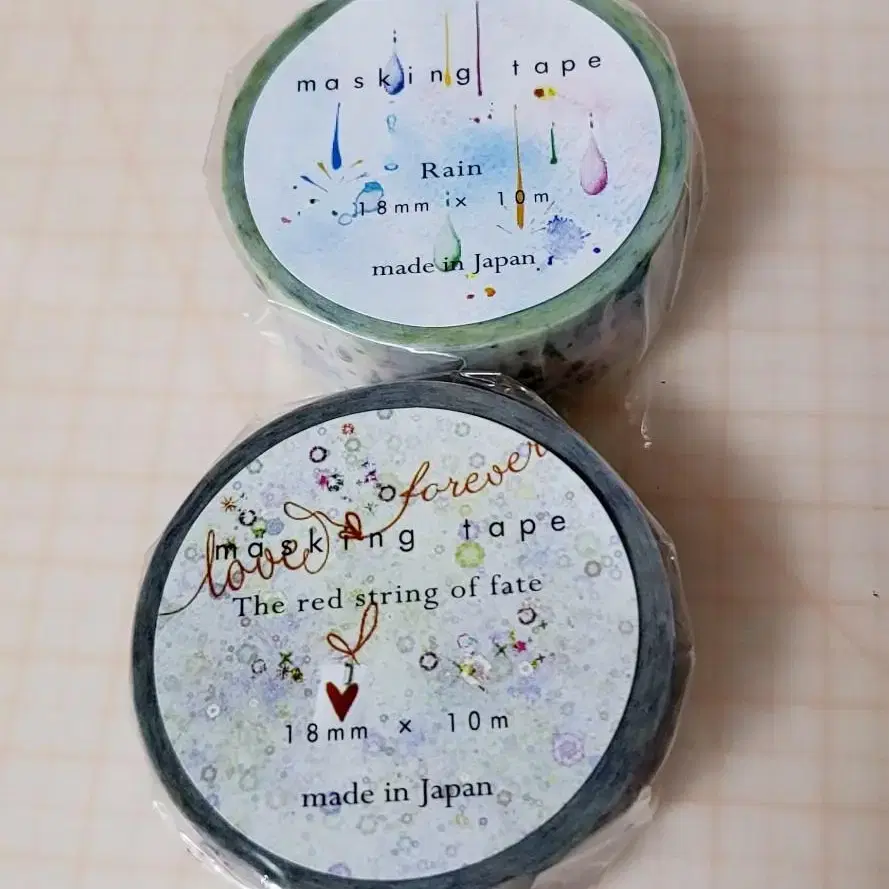 masking tape
Rain
18mm × 10m
made in Japan
love forever
masking tape
The red string of fate
18mm × 10m
made in Japan